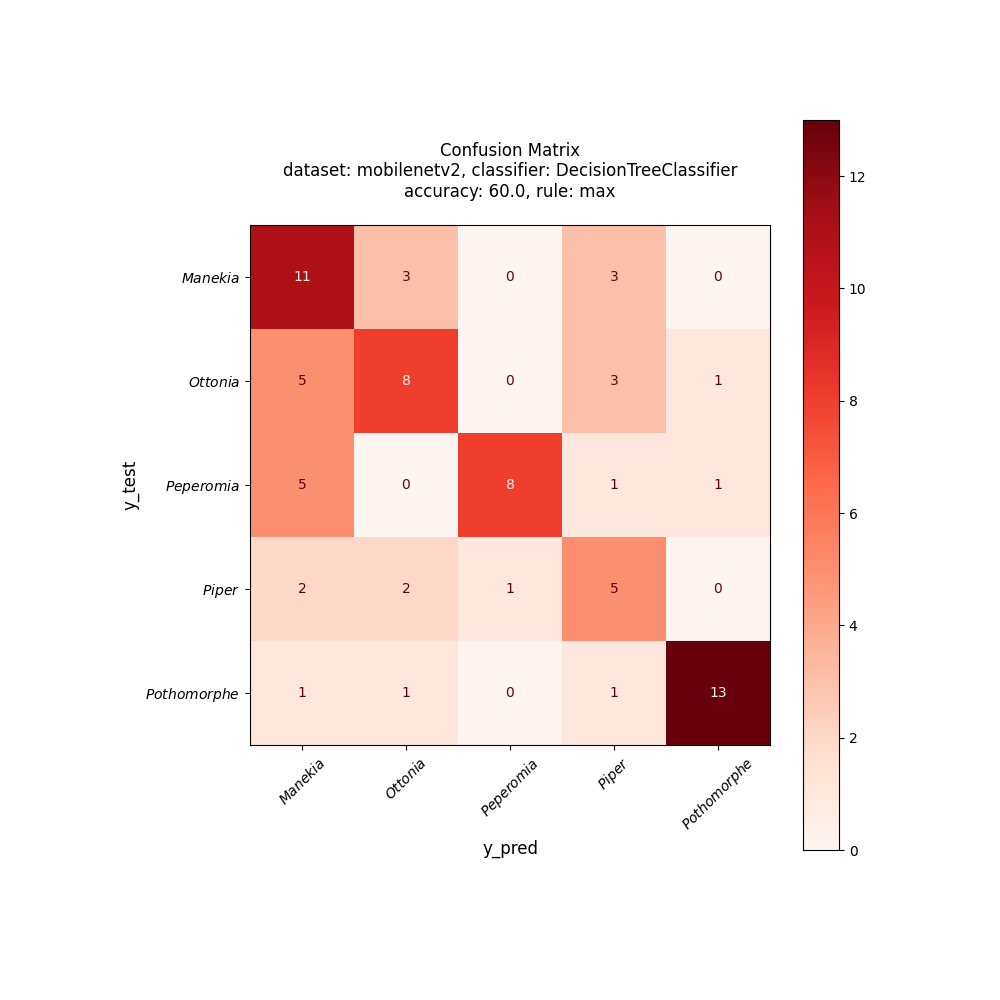 Confusion Matrix
dataset: mobilenetv2, classifier: DecisionTreeClassifier
accuracy: 60.0, rule: max
Manekia 11 3 0 3 0
Ottonia 5 8 0 3 1
Peperomia 5 0 8 1 1
Piper 2 2 1 5 0
Pothomorphe 1 1 0 1 13
Manekia Ottonia Peperomia Piper Pothomorphe
y_test
y_pred
12
10
8
6
4
2
0